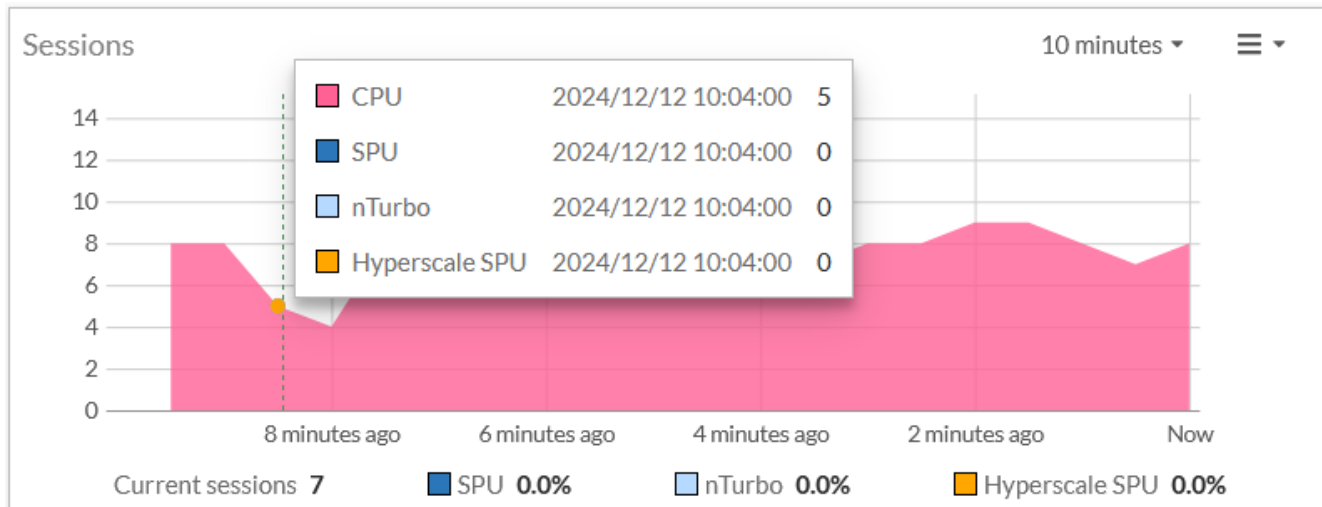 Sessions 10 minutes
CPU 2024/12/12 10:04:00 5
SPU 2024/12/12 10:04:00 0
nTurbo 2024/12/12 10:04:00 0
Hyperscale SPU 2024/12/12 10:04:00 0
14
12
10
8
6
4
2
0
8 minutes ago 6 minutes ago 4 minutes ago 2 minutes ago Now
Current sessions 7 SPU 0.0% nTurbo 0.0% Hyperscale SPU 0.0%